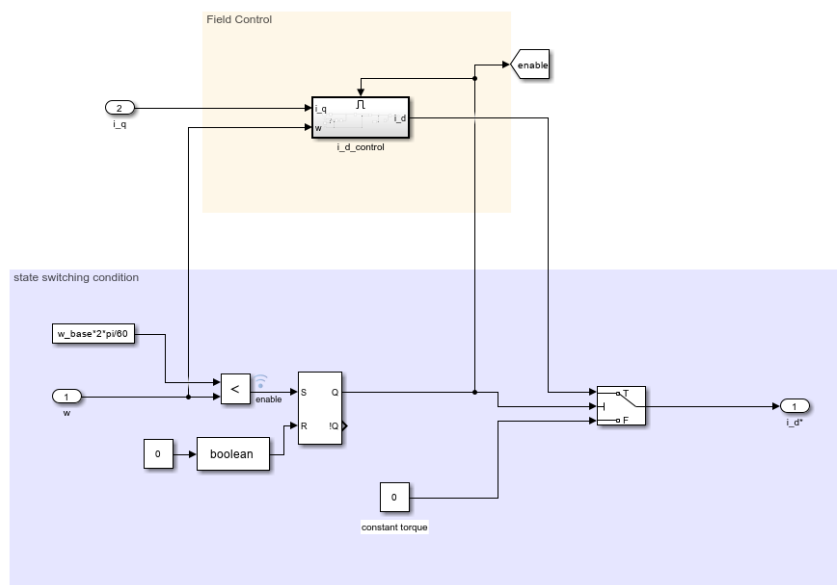 Field Control
enable
2
i_q
i_q
w
i_d
i_d_control
state switching condition
w_base*2*pi/60
<
enable
1
w
S
Q
R
!Q
0
boolean
T
F
1
i_d*
0
constant torque